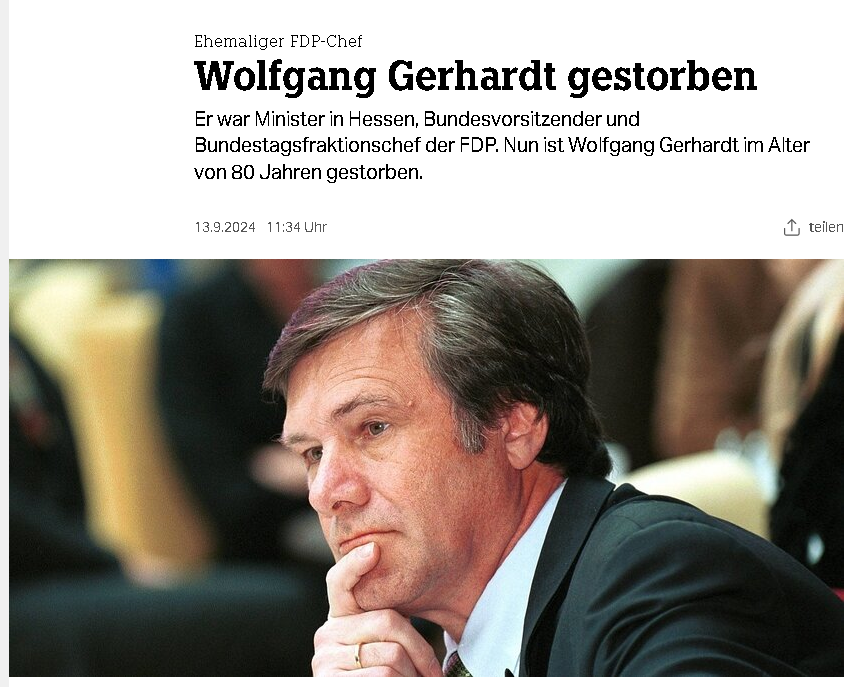 Ehemaliger FDP-Chef
Wolfgang Gerhardt gestorben
Er war Minister in Hessen, Bundesvorsitzender und
Bundestagsfraktionschef der FDP. Nun ist Wolfgang Gerhardt im Alter
von 80 Jahren gestorben.
13.9.2024 11:34 Uhr
teilen